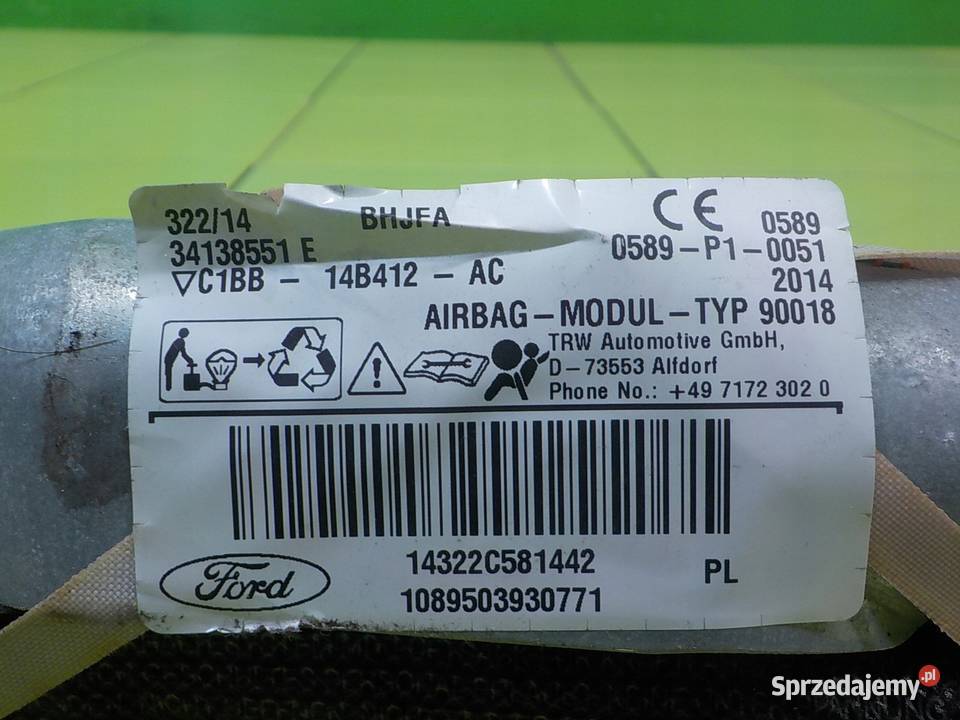 322/14 BHJFA CE 0589
34138551 E 0589-P1-0051
▽C1BB - 14B412 - AC 2014
AIRBAG-MODUL-TYP 90018
TRW Automotive GmbH,
D-73553 Alfdorf
Phone No.: +49 7172 302 0
14322C581442
Ford PL
1089503930771
Sprzedajemy.pl